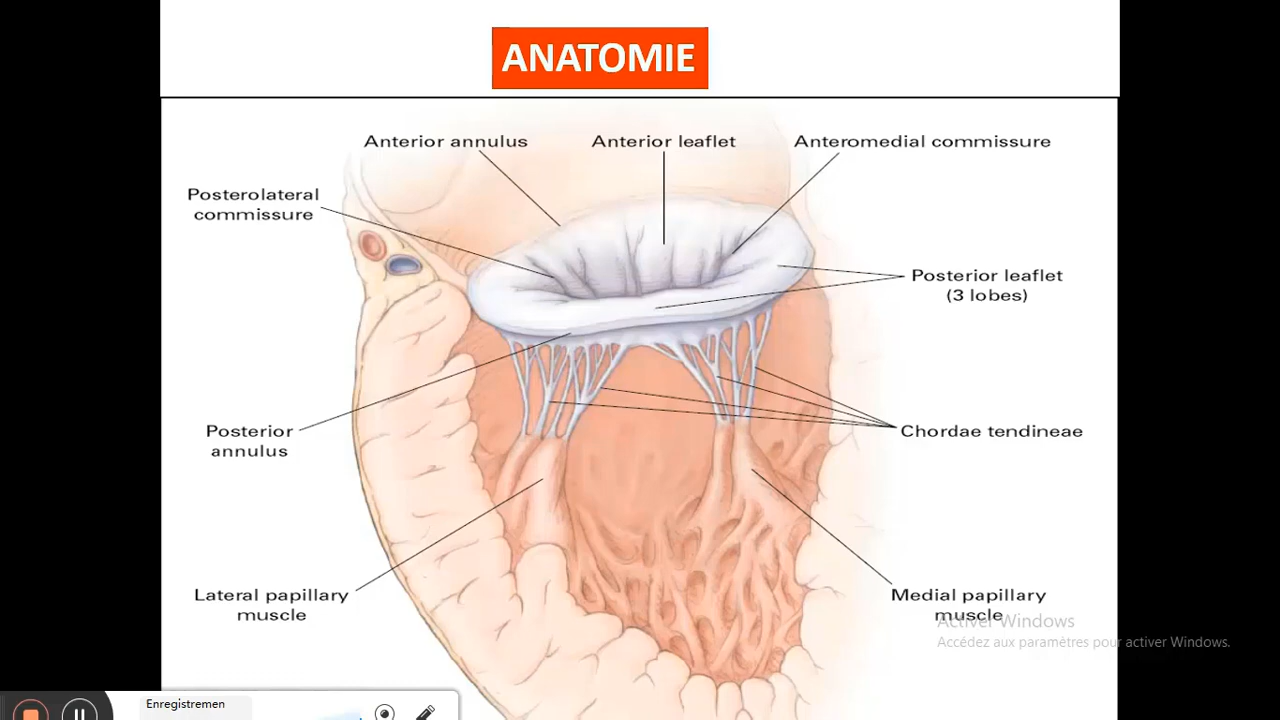 ANATOMIE
Anterior annulus
Anterior leaflet
Anteromedial commissure
Posterolateral
commissure
Posterior leaflet
(3 lobes)
Posterior
annulus
Chordae tendineae
Lateral papillary
muscle
Medial papillary
muscle
Activer Windows
Accédez aux paramètres pour activer Windows.
Enregistremen